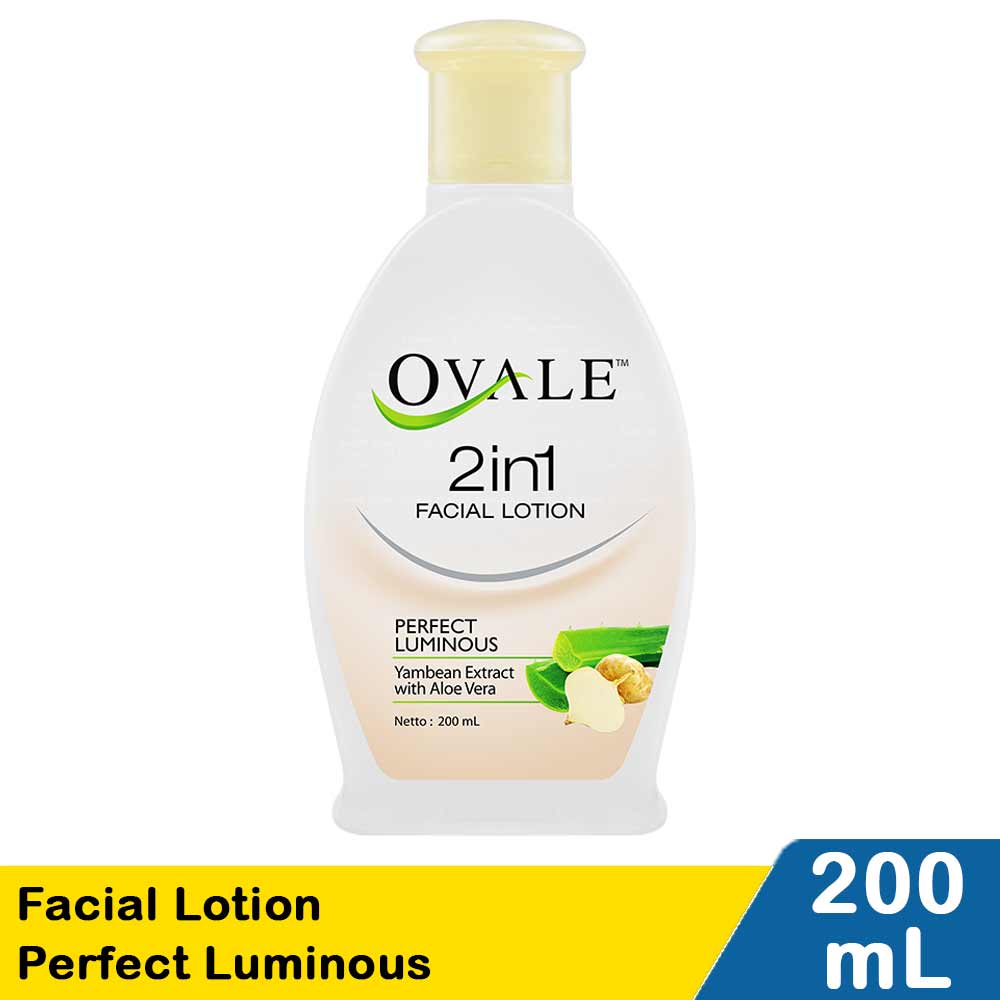 OVALE™
2in1
FACIAL LOTION
PERFECT
LUMINOUS
Yambean Extract
with Aloe Vera
Netto : 200 mL
Facial Lotion
Perfect Luminous
200
mL